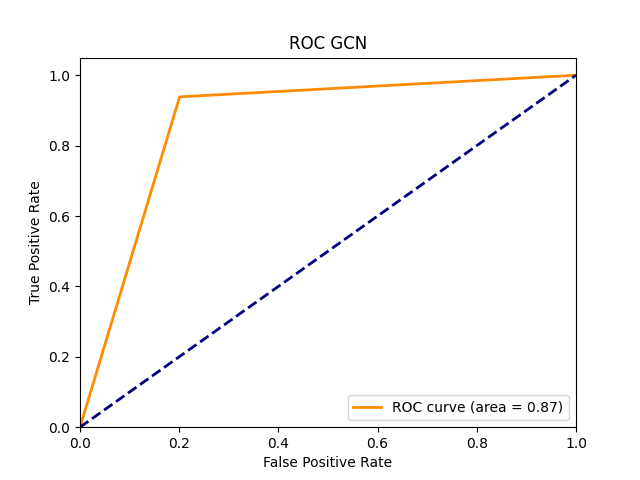 ROC GCN
1.0
0.8
0.6
0.4
0.2
0.0
True Positive Rate
0.0 0.2 0.4 0.6 0.8 1.0
False Positive Rate
ROC curve (area = 0.87)